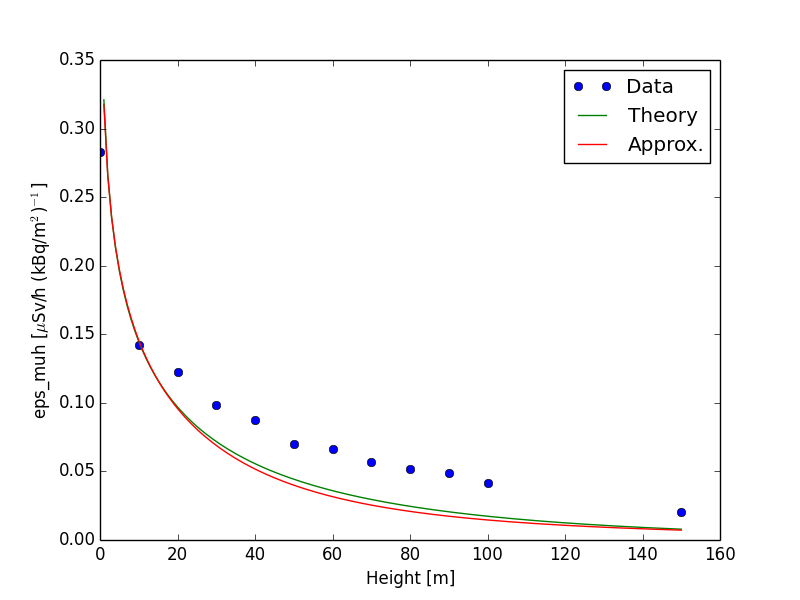 0.35
0.30
0.25
0.20
0.15
0.10
0.05
0.00
eps_muh [μSv/h (kBq/m²)⁻¹]
0 20 40 60 80 100 120 140 160
Height [m]
Data
Theory
Approx.